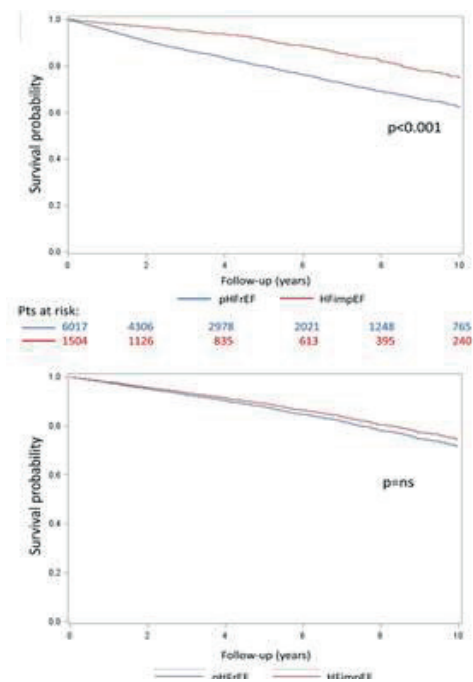 1.0
0.8
0.6
0.4
0.2
0.0
Survival probability
p<0.001
0 2 4 6 8 10
Follow-up (years)
pHFrEF HFimpEF
Pts at risk:
6017 4306 2978 2021 1248 765
1504 1126 835 613 395 240
1.0
0.8
0.6
0.4
0.2
0.0
Survival probability
p=ns
0 2 4 6 8 10
Follow-up (years)
pHFrEF HFimpEF